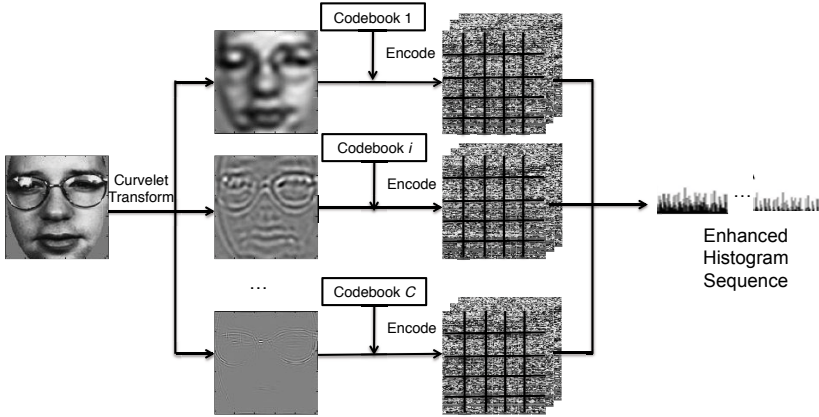 Codebook 1
Encode
Codebook i
Curvelet
Transform
Encode
...
Enhanced
Histogram
Sequence
...
Codebook C
Encode